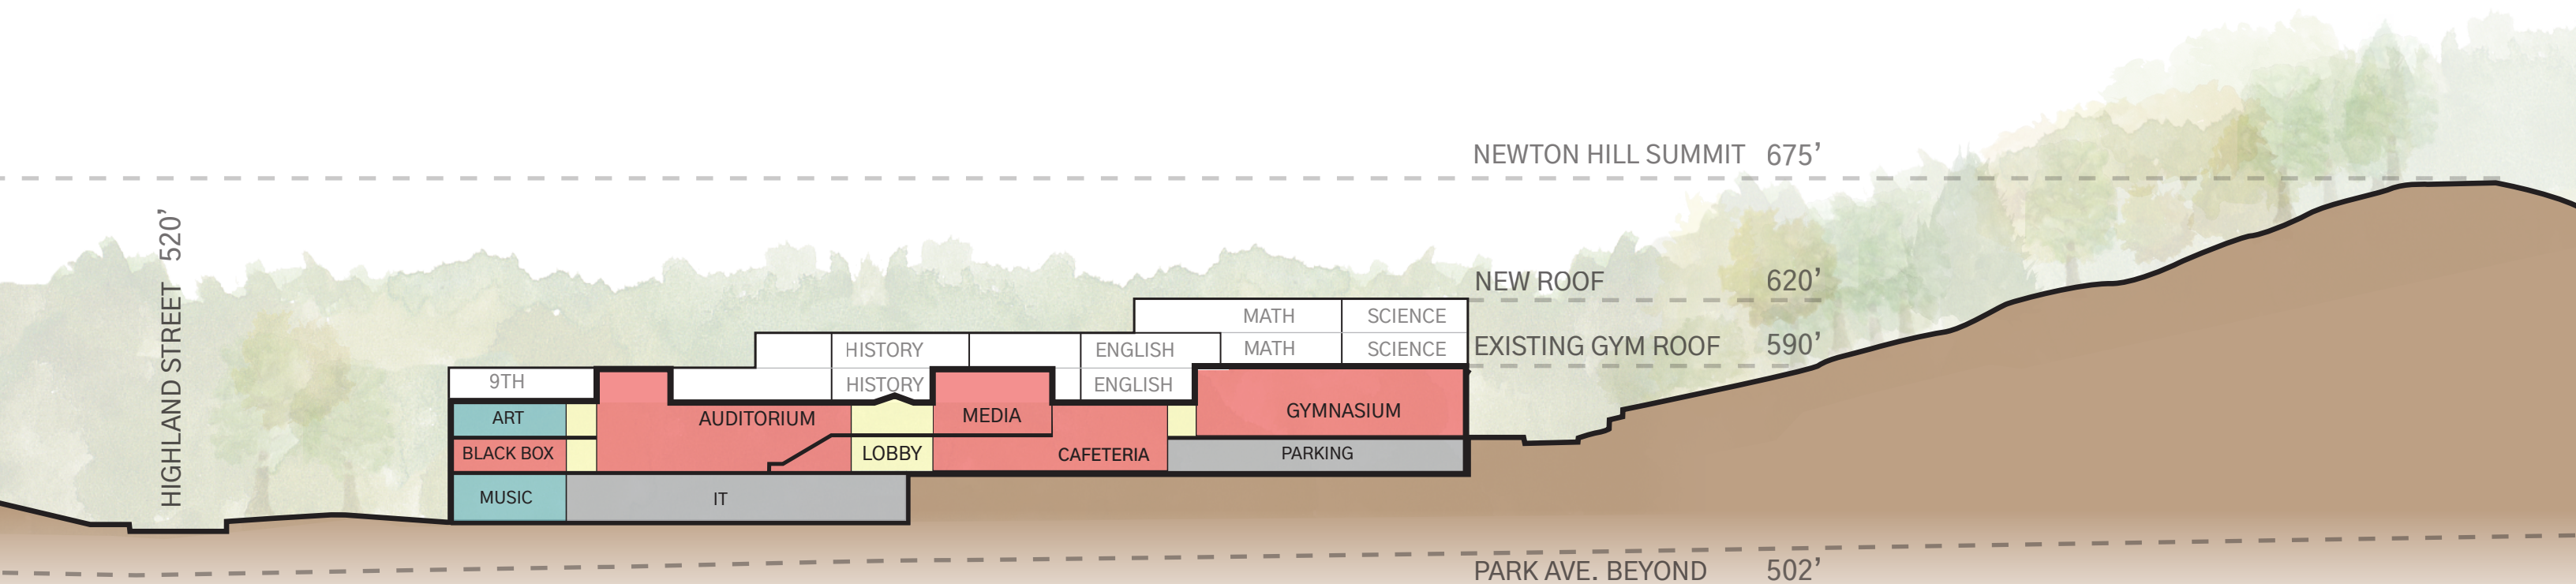 NEWTON HILL SUMMIT 675’
HIGHLAND STREET 520’
NEW ROOF 620’
MATH SCIENCE
HISTORY ENGLISH MATH SCIENCE
EXISTING GYM ROOF 590’
9TH HISTORY ENGLISH
ART AUDITORIUM MEDIA GYMNASIUM
BLACK BOX LOBBY CAFETERIA PARKING
MUSIC IT
PARK AVE. BEYOND 502’